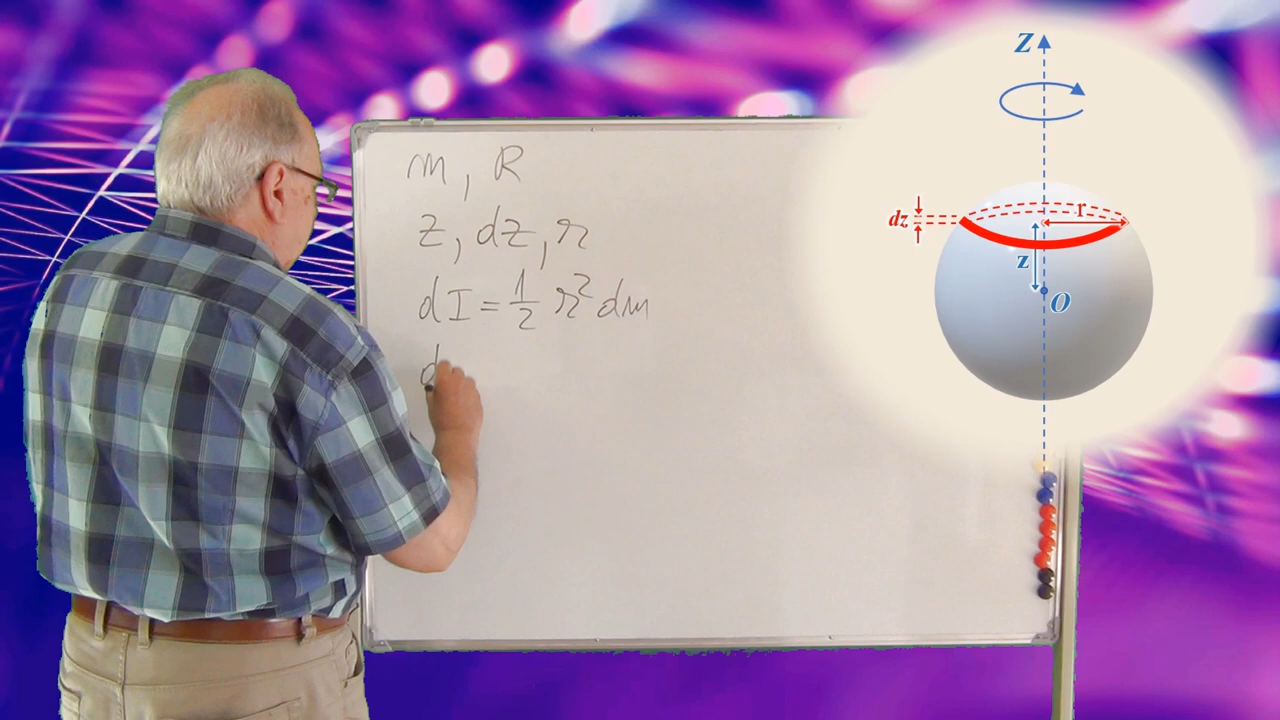 m, R
z, dz, r
dI = 1/2 r² dm
d
Z
dz
r
z
O